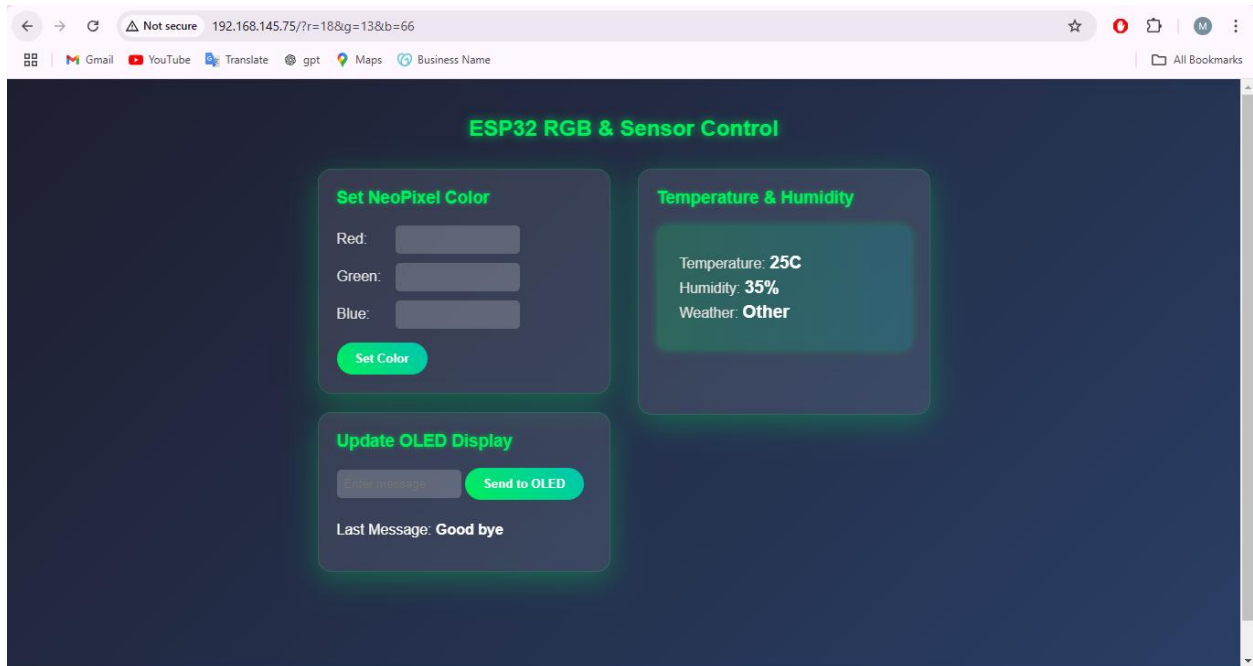 Not secure 192.168.145.75/?r=18&g=13&b=66
M
Gmail YouTube Translate gpt Maps Business Name All Bookmarks
ESP32 RGB & Sensor Control
Set NeoPixel Color
Red:
Green:
Blue:
Set Color
Temperature & Humidity
Temperature: 25C
Humidity: 35%
Weather: Other
Update OLED Display
Enter message Send to OLED
Last Message: Good bye